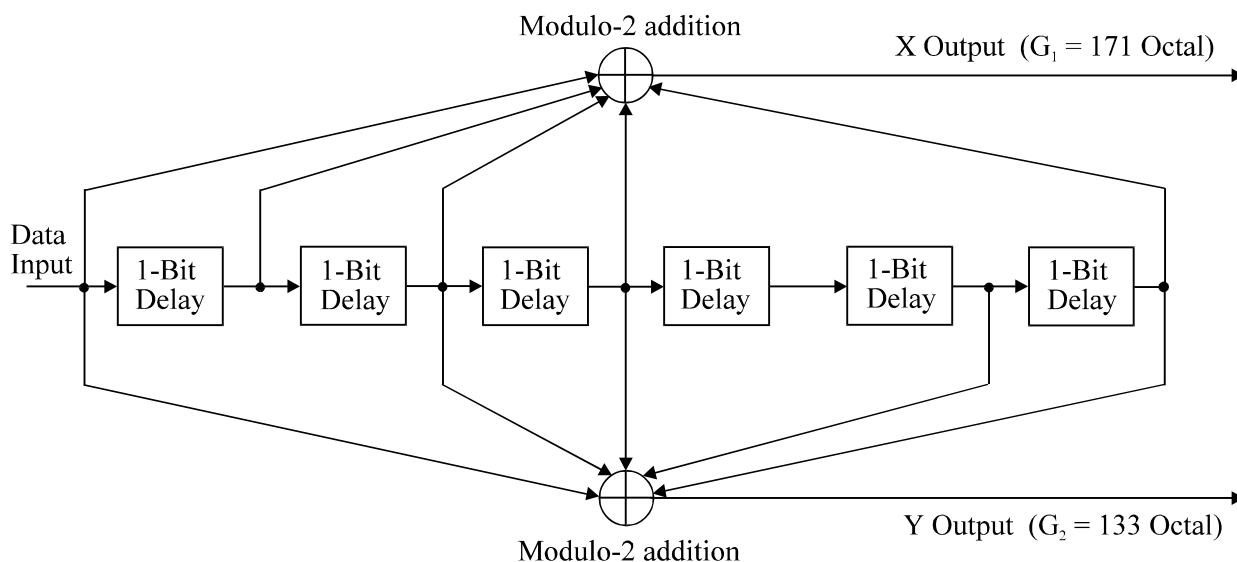 Modulo-2 addition
X Output (G₁ = 171 Octal)
Data
Input
1-Bit
Delay
1-Bit
Delay
1-Bit
Delay
1-Bit
Delay
1-Bit
Delay
1-Bit
Delay
Y Output (G₂ = 133 Octal)
Modulo-2 addition